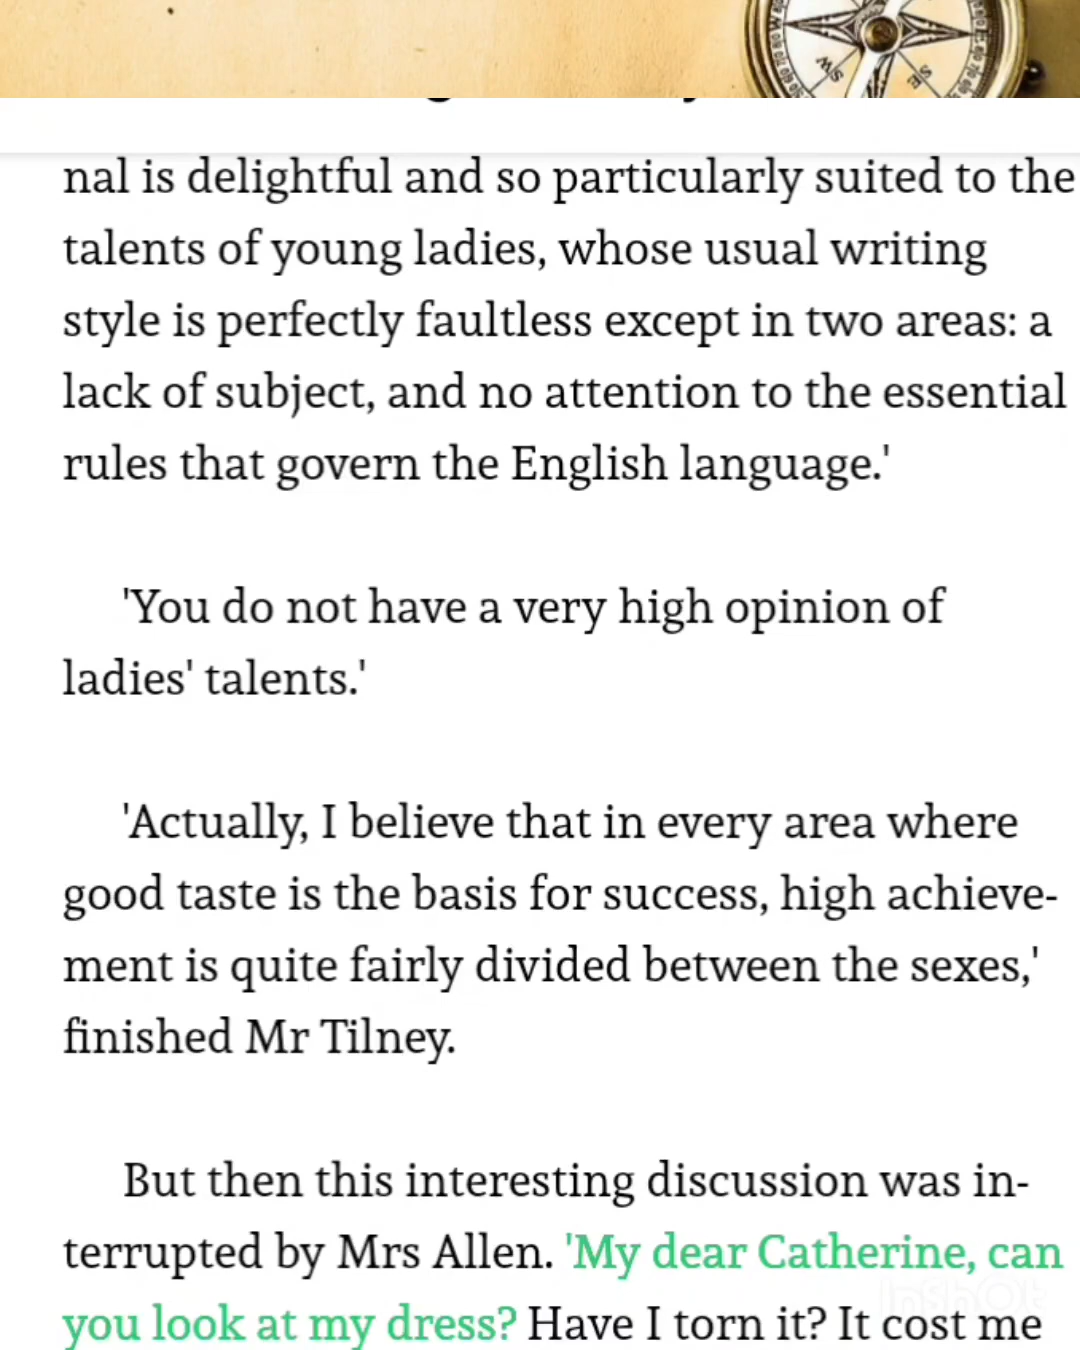 W
SW
SE
nal is delightful and so particularly suited to the
talents of young ladies, whose usual writing
style is perfectly faultless except in two areas: a
lack of subject, and no attention to the essential
rules that govern the English language.'
'You do not have a very high opinion of
ladies' talents.'
'Actually, I believe that in every area where
good taste is the basis for success, high achieve-
ment is quite fairly divided between the sexes,'
finished Mr Tilney.
But then this interesting discussion was in-
terrupted by Mrs Allen. 'My dear Catherine, can
you look at my dress? Have I torn it? It cost me
InShOt